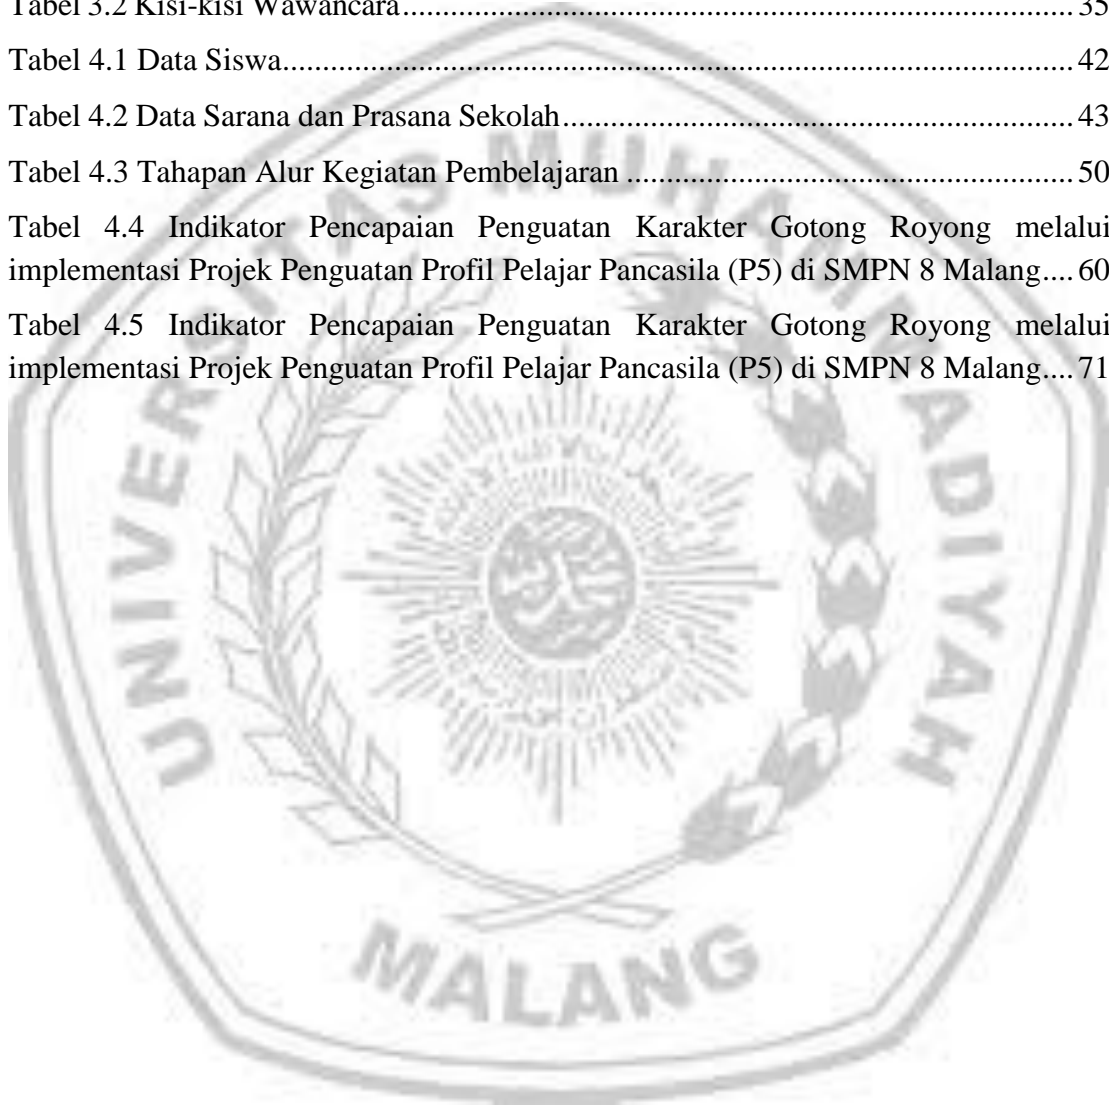 Tabel 3.2 Kisi-kisi Wawancara.................................................................................... 35
Tabel 4.1 Data Siswa.................................................................................................. 42
Tabel 4.2 Data Sarana dan Prasana Sekolah................................................................ 43
Tabel 4.3 Tahapan Alur Kegiatan Pembelajaran ........................................................ 50
Tabel 4.4 Indikator Pencapaian Penguatan Karakter Gotong Royong melalui
implementasi Projek Penguatan Profil Pelajar Pancasila (P5) di SMPN 8 Malang.... 60
Tabel 4.5 Indikator Pencapaian Penguatan Karakter Gotong Royong melalui
implementasi Projek Penguatan Profil Pelajar Pancasila (P5) di SMPN 8 Malang.... 71
UNIVERSITAS MUHAMMADIYAH
MALANG